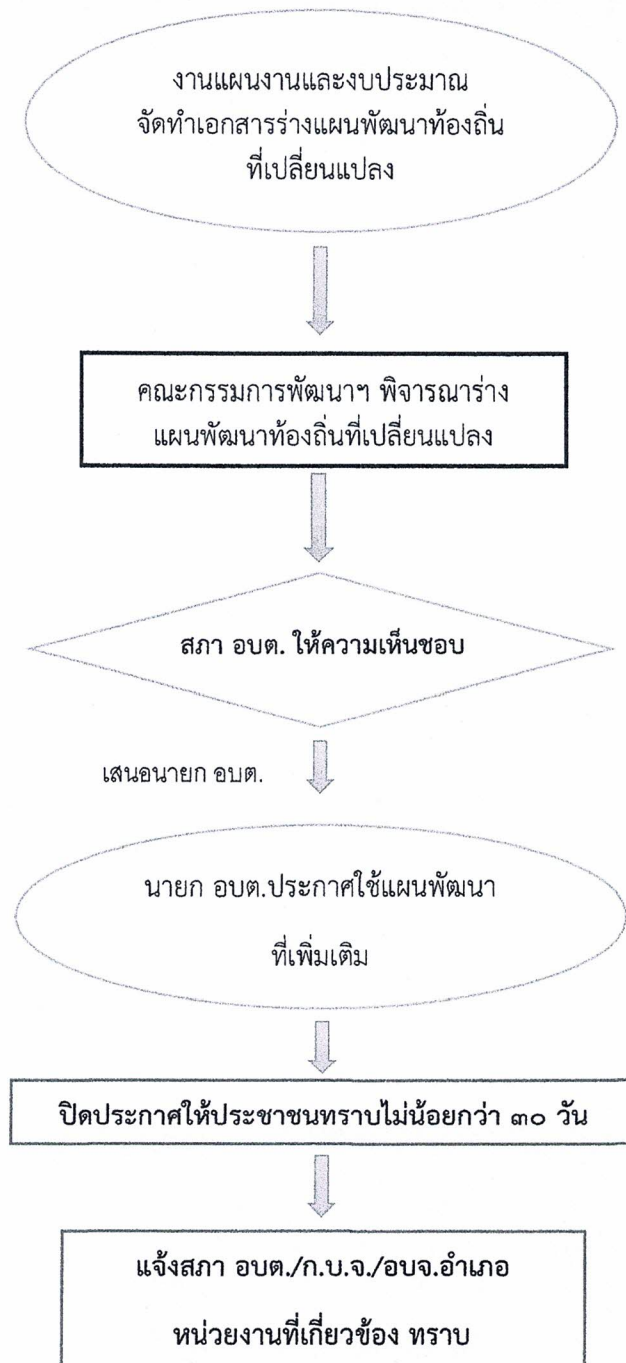 งานแผนงานและงบประมาณ
จัดทำเอกสารร่างแผนพัฒนาท้องถิ่น
ที่เปลี่ยนแปลง
คณะกรรมการพัฒนาฯ พิจารณาร่าง
แผนพัฒนาท้องถิ่นที่เปลี่ยนแปลง
สภา อบต. ให้ความเห็นชอบ
เสนอนายก อบต.
นายก อบต.ประกาศใช้แผนพัฒนา
ที่เพิ่มเติม
ปิดประกาศให้ประชาชนทราบไม่น้อยกว่า ๓๐ วัน
แจ้งสภา อบต./ก.บ.จ./อบจ.อำเภอ
หน่วยงานที่เกี่ยวข้อง ทราบ